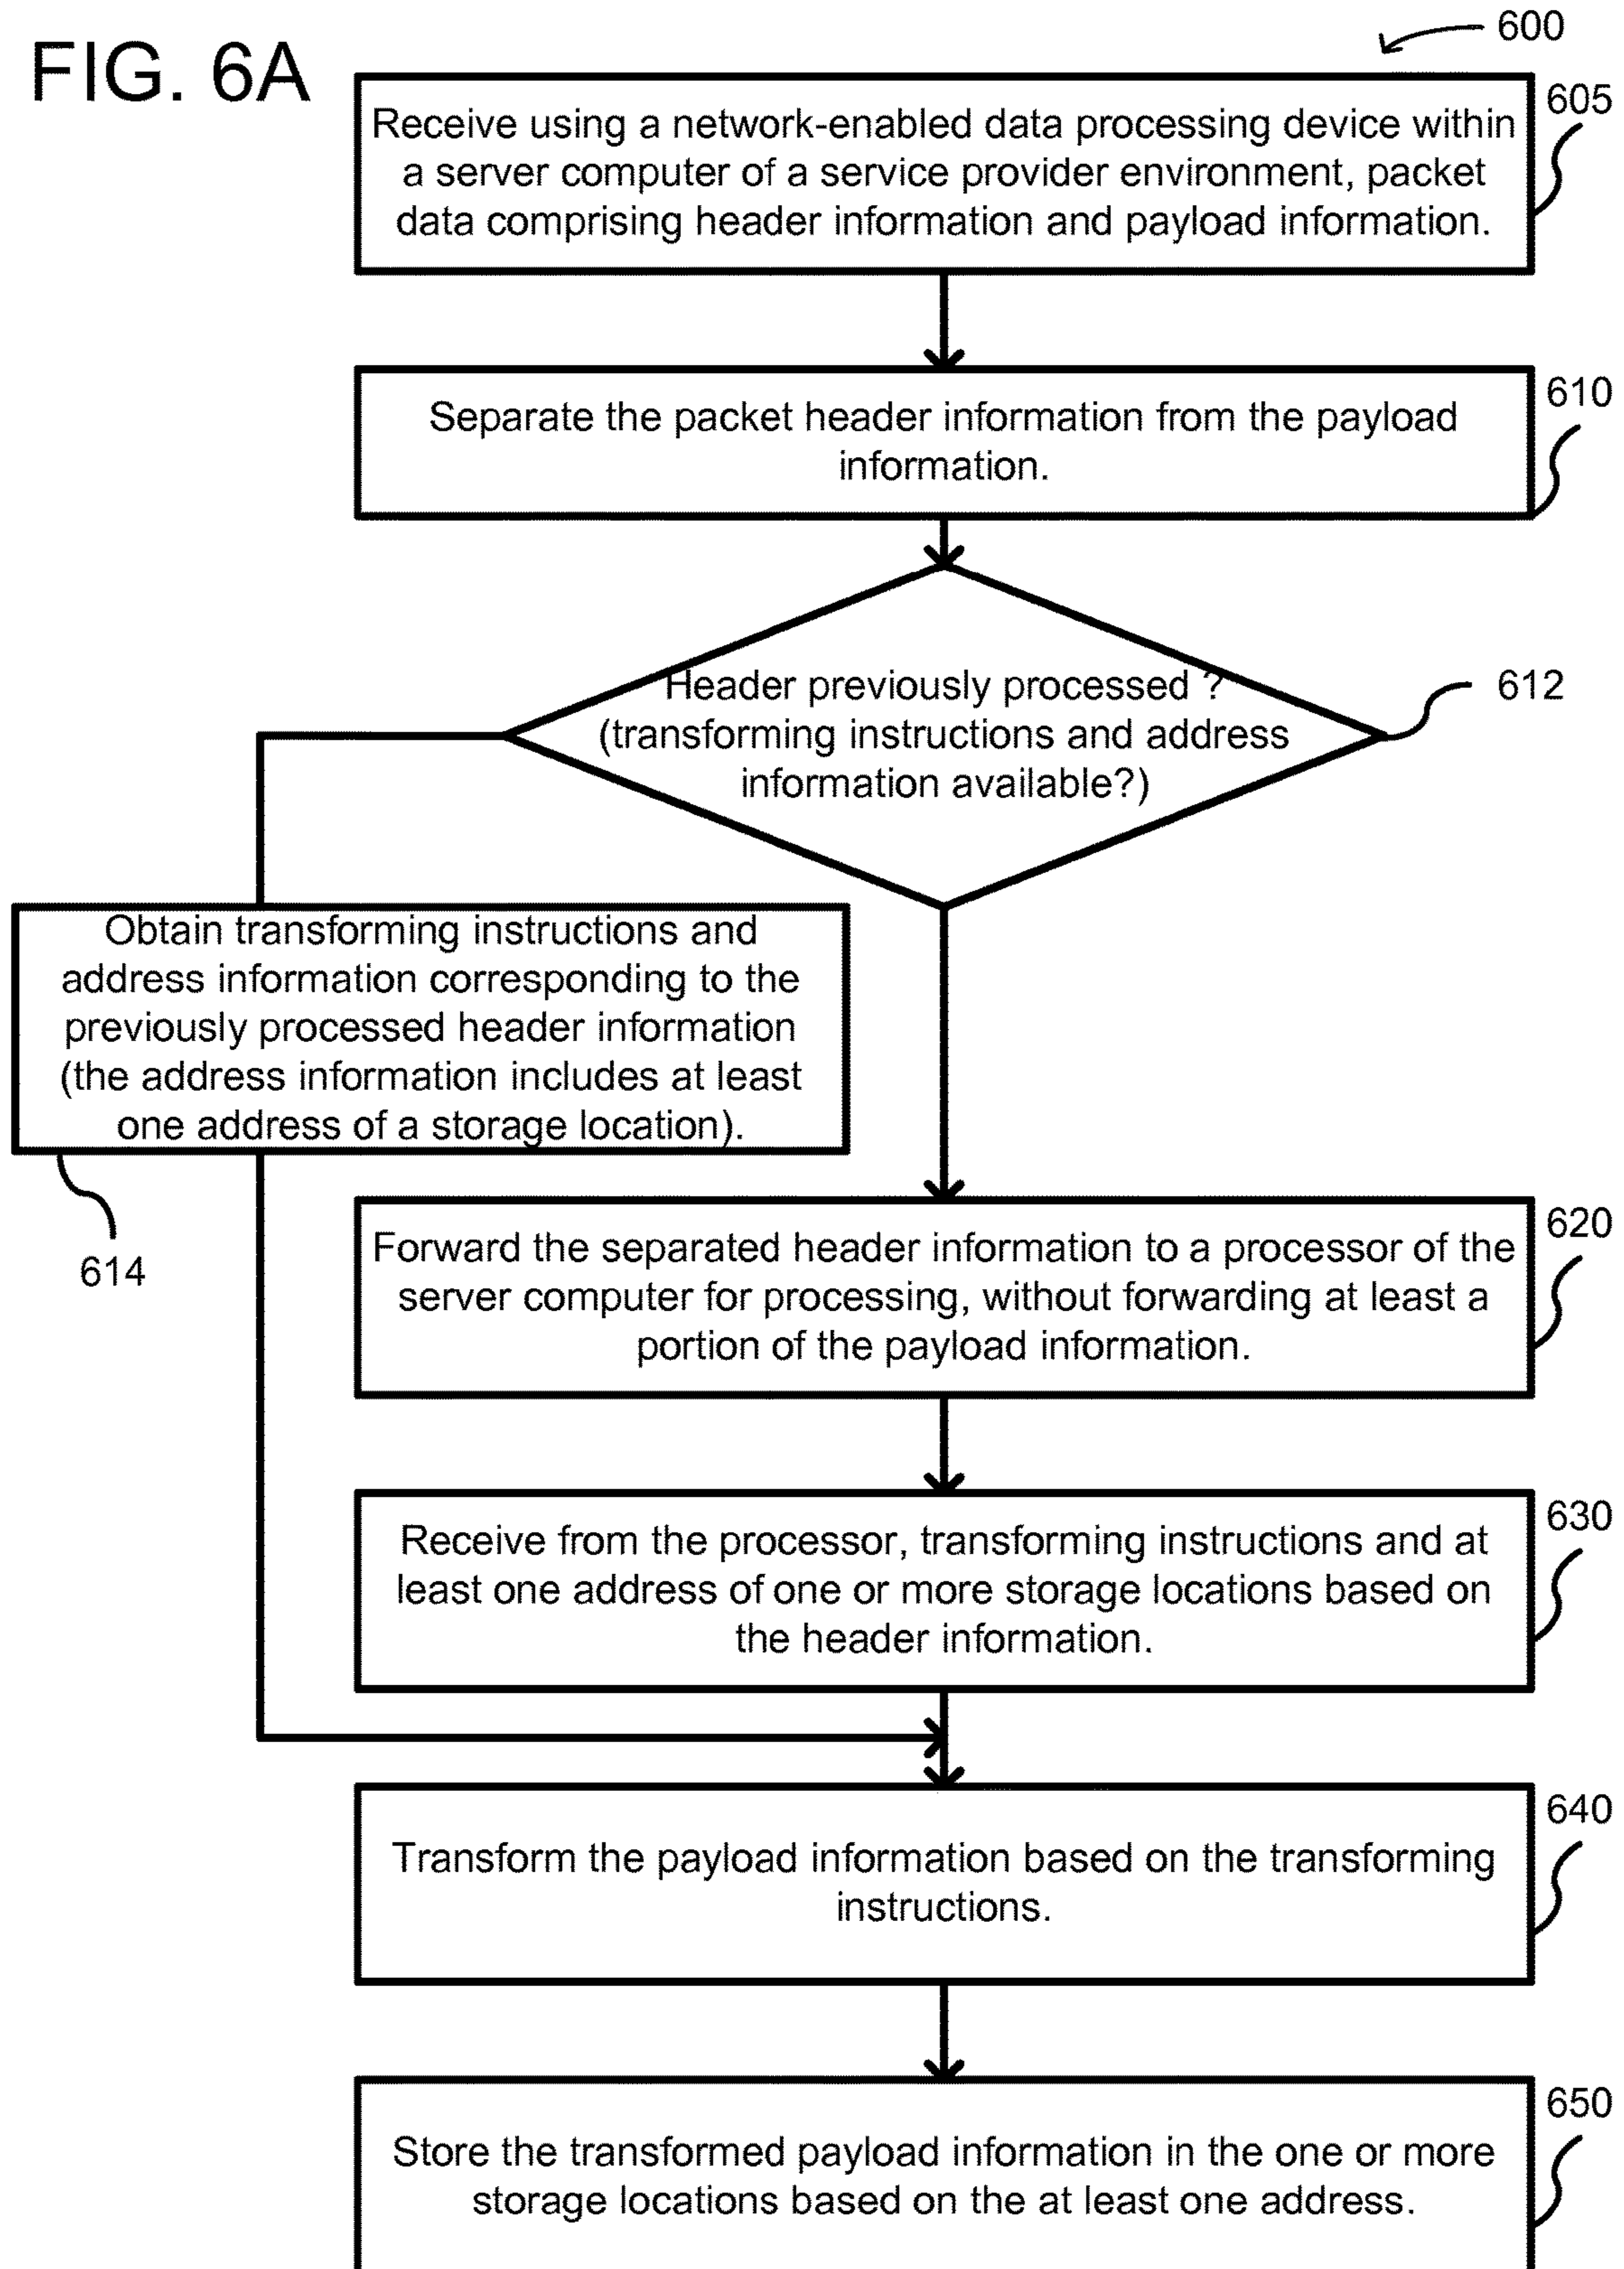 FIG. 6A
600
605
Receive using a network-enabled data processing device within
a server computer of a service provider environment, packet
data comprising header information and payload information.
610
Separate the packet header information from the payload
information.
612
Header previously processed ?
(transforming instructions and address
information available?)
Obtain transforming instructions and
address information corresponding to the
previously processed header information
(the address information includes at least
one address of a storage location).
614
620
Forward the separated header information to a processor of the
server computer for processing, without forwarding at least a
portion of the payload information.
630
Receive from the processor, transforming instructions and at
least one address of one or more storage locations based on
the header information.
640
Transform the payload information based on the transforming
instructions.
650
Store the transformed payload information in the one or more
storage locations based on the at least one address.